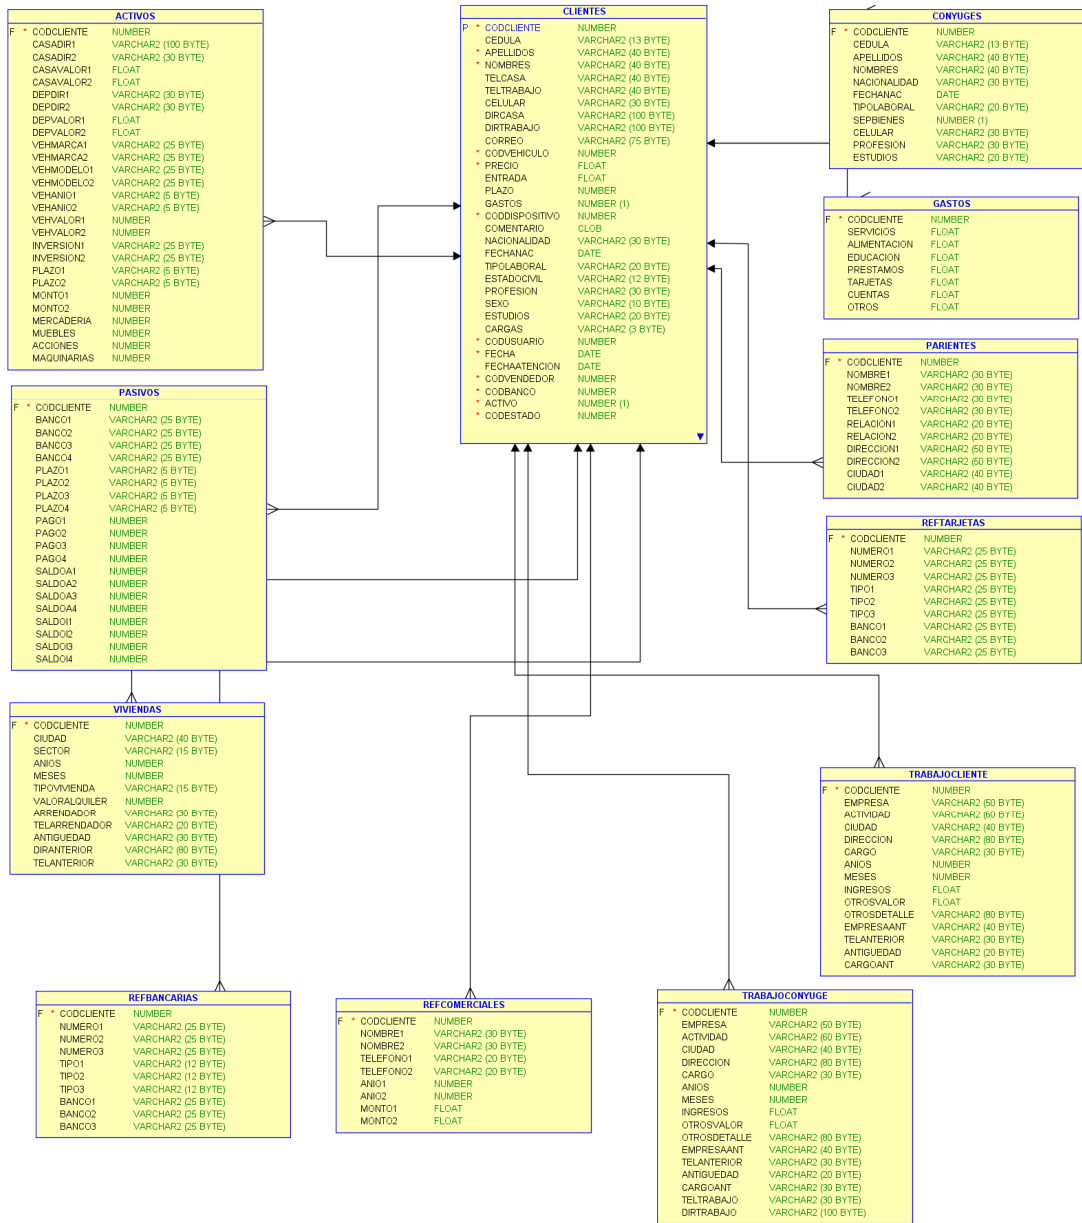 ACTIVOS
F * CODCLIENTE NUMBER
CASADIR1 VARCHAR2 (100 BYTE)
CASADIR2 VARCHAR2 (30 BYTE)
CASAVALOR1 FLOAT
CASAVALOR2 FLOAT
DEPDIR1 VARCHAR2 (30 BYTE)
DEPDIR2 VARCHAR2 (30 BYTE)
DEPVALOR1 FLOAT
DEPVALOR2 FLOAT
VEHMARCA1 VARCHAR2 (25 BYTE)
VEHMARCA2 VARCHAR2 (25 BYTE)
VEHMODELO1 VARCHAR2 (25 BYTE)
VEHMODELO2 VARCHAR2 (25 BYTE)
VEHANIO1 VARCHAR2 (5 BYTE)
VEHANIO2 VARCHAR2 (5 BYTE)
VEHVALOR1 NUMBER
VEHVALOR2 NUMBER
INVERSION1 VARCHAR2 (25 BYTE)
INVERSION2 VARCHAR2 (25 BYTE)
PLAZO1 VARCHAR2 (5 BYTE)
PLAZO2 VARCHAR2 (5 BYTE)
MONTO1 NUMBER
MONTO2 NUMBER
MERCADERIA NUMBER
MUEBLES NUMBER
ACCIONES NUMBER
MAQUINARIAS NUMBER
CLIENTES
P * CODCLIENTE NUMBER
CEDULA VARCHAR2 (13 BYTE)
* APELLIDOS VARCHAR2 (40 BYTE)
* NOMBRES VARCHAR2 (40 BYTE)
TELCASA VARCHAR2 (40 BYTE)
TELTRABAJO VARCHAR2 (40 BYTE)
CELULAR VARCHAR2 (30 BYTE)
DIRCASA VARCHAR2 (100 BYTE)
DIRTRABAJO VARCHAR2 (100 BYTE)
CORREO VARCHAR2 (75 BYTE)
* CODVEHICULO NUMBER
* PRECIO FLOAT
ENTRADA FLOAT
PLAZO NUMBER
GASTOS NUMBER (1)
* CODDISPOSITIVO NUMBER
COMENTARIO CLOB
NACIONALIDAD VARCHAR2 (30 BYTE)
FECHANAC DATE
TIPOLABORAL VARCHAR2 (20 BYTE)
ESTADOCIVIL VARCHAR2 (12 BYTE)
PROFESION VARCHAR2 (30 BYTE)
SEXO VARCHAR2 (10 BYTE)
ESTUDIOS VARCHAR2 (20 BYTE)
CARGAS VARCHAR2 (3 BYTE)
* CODUSUARIO NUMBER
* FECHA DATE
FECHAATENCION DATE
* CODVENDEDOR NUMBER
* CODBANCO NUMBER
* ACTIVO NUMBER (1)
* CODESTADO NUMBER
CONYUGES
F * CODCLIENTE NUMBER
CEDULA VARCHAR2 (13 BYTE)
APELLIDOS VARCHAR2 (40 BYTE)
NOMBRES VARCHAR2 (40 BYTE)
NACIONALIDAD VARCHAR2 (30 BYTE)
FECHANAC DATE
TIPOLABORAL VARCHAR2 (20 BYTE)
SEPBIENES NUMBER (1)
CELULAR VARCHAR2 (30 BYTE)
PROFESION VARCHAR2 (30 BYTE)
ESTUDIOS VARCHAR2 (20 BYTE)
GASTOS
F * CODCLIENTE NUMBER
SERVICIOS FLOAT
ALIMENTACION FLOAT
EDUCACION FLOAT
PRESTAMOS FLOAT
TARJETAS FLOAT
CUENTAS FLOAT
OTROS FLOAT
PARIENTES
F * CODCLIENTE NUMBER
NOMBRE1 VARCHAR2 (30 BYTE)
NOMBRE2 VARCHAR2 (30 BYTE)
TELEFONO1 VARCHAR2 (30 BYTE)
TELEFONO2 VARCHAR2 (30 BYTE)
RELACION1 VARCHAR2 (20 BYTE)
RELACION2 VARCHAR2 (20 BYTE)
DIRECCION1 VARCHAR2 (50 BYTE)
DIRECCION2 VARCHAR2 (50 BYTE)
CIUDAD1 VARCHAR2 (40 BYTE)
CIUDAD2 VARCHAR2 (40 BYTE)
PASIVOS
F * CODCLIENTE NUMBER
BANCO1 VARCHAR2 (25 BYTE)
BANCO2 VARCHAR2 (25 BYTE)
BANCO3 VARCHAR2 (25 BYTE)
BANCO4 VARCHAR2 (25 BYTE)
PLAZO1 VARCHAR2 (5 BYTE)
PLAZO2 VARCHAR2 (5 BYTE)
PLAZO3 VARCHAR2 (5 BYTE)
PLAZO4 VARCHAR2 (5 BYTE)
PAGO1 NUMBER
PAGO2 NUMBER
PAGO3 NUMBER
PAGO4 NUMBER
SALDOA1 NUMBER
SALDOA2 NUMBER
SALDOA3 NUMBER
SALDOA4 NUMBER
SALDOI1 NUMBER
SALDOI2 NUMBER
SALDOI3 NUMBER
SALDOI4 NUMBER
REFTARJETAS
F * CODCLIENTE NUMBER
NUMERO1 VARCHAR2 (25 BYTE)
NUMERO2 VARCHAR2 (25 BYTE)
NUMERO3 VARCHAR2 (25 BYTE)
TIPO1 VARCHAR2 (25 BYTE)
TIPO2 VARCHAR2 (25 BYTE)
TIPO3 VARCHAR2 (25 BYTE)
BANCO1 VARCHAR2 (25 BYTE)
BANCO2 VARCHAR2 (25 BYTE)
BANCO3 VARCHAR2 (25 BYTE)
VIVIENDAS
F * CODCLIENTE NUMBER
CIUDAD VARCHAR2 (40 BYTE)
SECTOR VARCHAR2 (15 BYTE)
ANIOS NUMBER
MESES NUMBER
TIPOVIVIENDA VARCHAR2 (15 BYTE)
VALORALQUILER NUMBER
ARRENDADOR VARCHAR2 (30 BYTE)
TELARRENDADOR VARCHAR2 (20 BYTE)
ANTIGUEDAD VARCHAR2 (30 BYTE)
DIRANTERIOR VARCHAR2 (80 BYTE)
TELANTERIOR VARCHAR2 (30 BYTE)
TRABAJOCLIENTE
F * CODCLIENTE NUMBER
EMPRESA VARCHAR2 (50 BYTE)
ACTIVIDAD VARCHAR2 (60 BYTE)
CIUDAD VARCHAR2 (40 BYTE)
DIRECCION VARCHAR2 (80 BYTE)
CARGO VARCHAR2 (30 BYTE)
ANIOS NUMBER
MESES NUMBER
INGRESOS FLOAT
OTROSVALOR FLOAT
OTROSDETALLE VARCHAR2 (80 BYTE)
EMPRESAANT VARCHAR2 (40 BYTE)
TELANTERIOR VARCHAR2 (30 BYTE)
ANTIGUEDAD VARCHAR2 (20 BYTE)
CARGOANT VARCHAR2 (30 BYTE)
REFBANCARIAS
F * CODCLIENTE NUMBER
NUMERO1 VARCHAR2 (25 BYTE)
NUMERO2 VARCHAR2 (25 BYTE)
NUMERO3 VARCHAR2 (25 BYTE)
TIPO1 VARCHAR2 (12 BYTE)
TIPO2 VARCHAR2 (12 BYTE)
TIPO3 VARCHAR2 (12 BYTE)
BANCO1 VARCHAR2 (25 BYTE)
BANCO2 VARCHAR2 (25 BYTE)
BANCO3 VARCHAR2 (25 BYTE)
REFCOMERCIALES
F * CODCLIENTE NUMBER
NOMBRE1 VARCHAR2 (30 BYTE)
NOMBRE2 VARCHAR2 (30 BYTE)
TELEFONO1 VARCHAR2 (20 BYTE)
TELEFONO2 VARCHAR2 (20 BYTE)
ANIO1 NUMBER
ANIO2 NUMBER
MONTO1 FLOAT
MONTO2 FLOAT
TRABAJOCONYUGE
F * CODCLIENTE NUMBER
EMPRESA VARCHAR2 (50 BYTE)
ACTIVIDAD VARCHAR2 (60 BYTE)
CIUDAD VARCHAR2 (40 BYTE)
DIRECCION VARCHAR2 (80 BYTE)
CARGO VARCHAR2 (30 BYTE)
ANIOS NUMBER
MESES NUMBER
INGRESOS FLOAT
OTROSVALOR FLOAT
OTROSDETALLE VARCHAR2 (80 BYTE)
EMPRESAANT VARCHAR2 (40 BYTE)
TELANTERIOR VARCHAR2 (30 BYTE)
ANTIGUEDAD VARCHAR2 (20 BYTE)
CARGOANT VARCHAR2 (30 BYTE)
TELTRABAJO VARCHAR2 (30 BYTE)
DIRTRABAJO VARCHAR2 (100 BYTE)